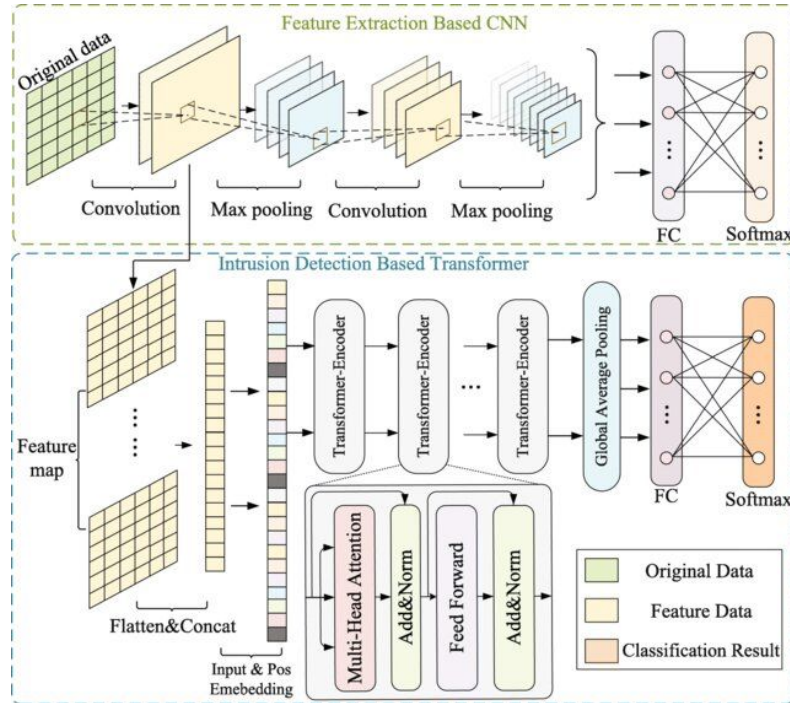 Feature Extraction Based CNN
Original data
Convolution
Max pooling
Convolution
Max pooling
FC
Softmax
Intrusion Detection Based Transformer
Feature
map
Flatten&Concat
Input & Pos
Emebedding
Transformer-Encoder
Transformer-Encoder
Transformer-Encoder
Global Average Pooling
FC
Softmax
Multi-Head Attention
Add&Norm
Feed Forward
Add&Norm
Original Data
Feature Data
Classification Result